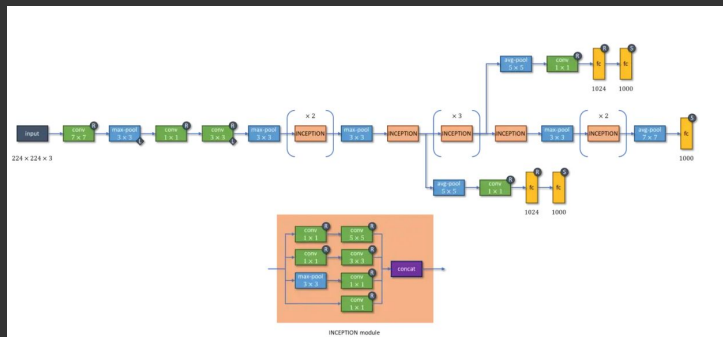 avg-pool
5 × 5
R
conv
1 × 1
R
fc
1024
S
fc
1000
input
224 × 224 × 3
R
conv
7 × 7
max-pool
3 × 3
L
R
conv
1 × 1
R
conv
3 × 3
L
max-pool
3 × 3
× 2
INCEPTION
max-pool
3 × 3
INCEPTION
× 3
INCEPTION
INCEPTION
max-pool
3 × 3
× 2
INCEPTION
avg-pool
7 × 7
S
fc
1000
avg-pool
5 × 5
R
conv
1 × 1
R
fc
1024
S
fc
1000
R
conv
1 × 1
R
conv
5 × 5
R
conv
1 × 1
R
conv
3 × 3
max-pool
3 × 3
R
conv
1 × 1
R
conv
1 × 1
concat
INCEPTION module